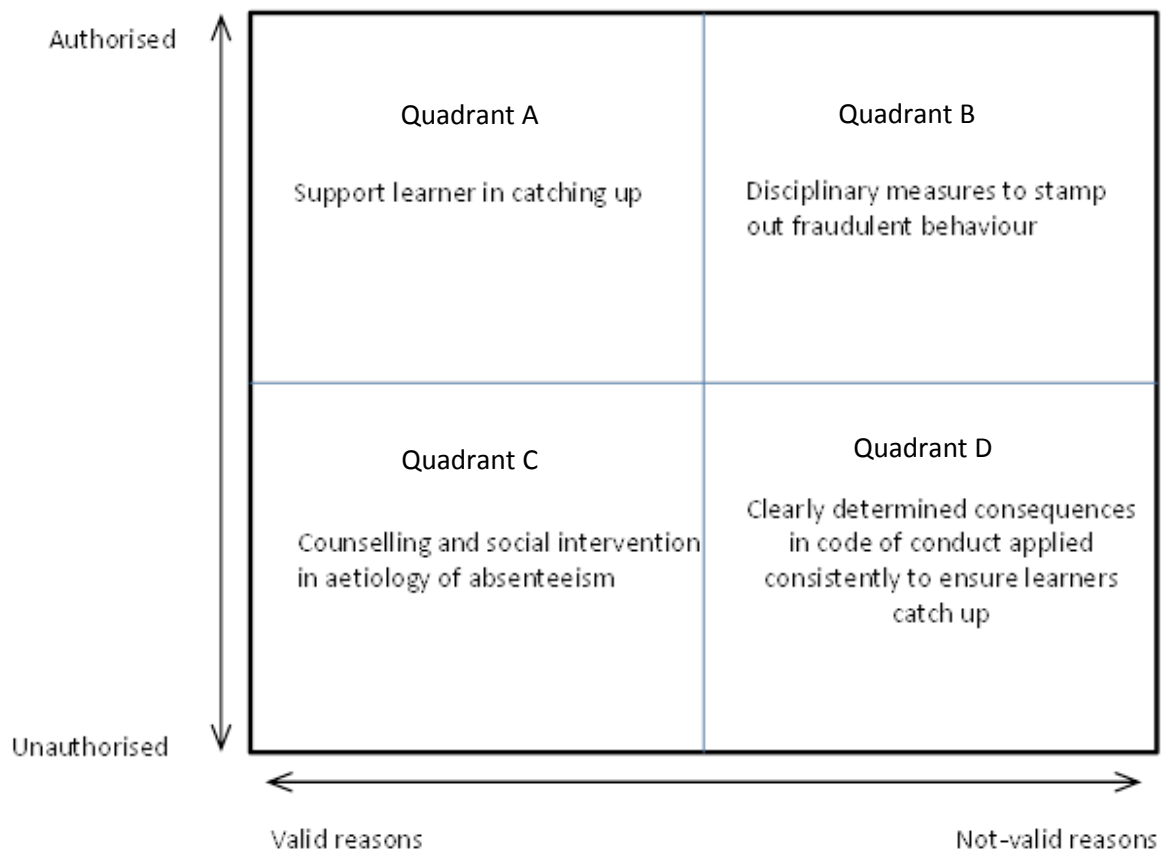 Authorised
Quadrant A
Quadrant B
Support learner in catching up
Disciplinary measures to stamp
out fraudulent behaviour
Quadrant C
Quadrant D
Counselling and social intervention
in aetiology of absenteeism
Clearly determined consequences
in code of conduct applied
consistently to ensure learners
catch up
Unauthorised
Valid reasons
Not-valid reasons